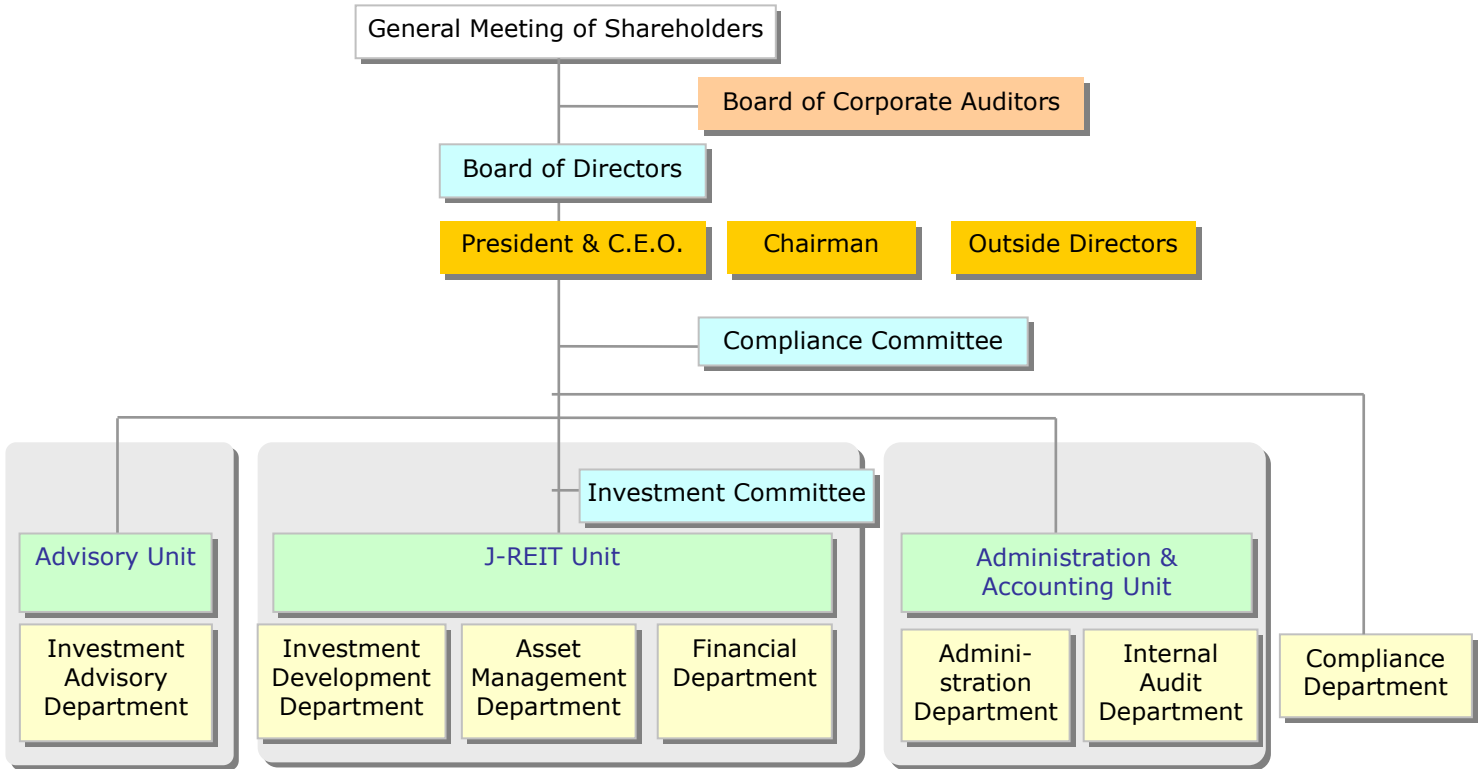 General Meeting of Shareholders
Board of Corporate Auditors
Board of Directors
President & C.E.O.
Chairman
Outside Directors
Compliance Committee
Investment Committee
Advisory Unit
J-REIT Unit
Administration &
Accounting Unit
Investment
Advisory
Department
Investment
Development
Department
Asset
Management
Department
Financial
Department
Admini-
stration
Department
Internal
Audit
Department
Compliance
Department